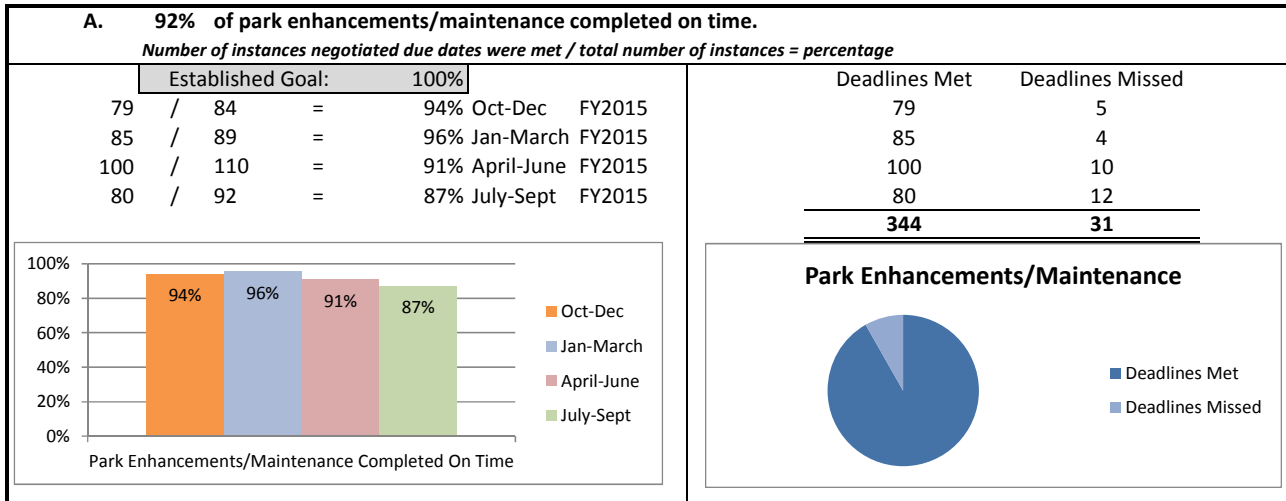 A. 92% of park enhancements/maintenance completed on time.
Number of instances negotiated due dates were met / total number of instances = percentage
Established Goal: 100%
79 / 84 = 94% Oct-Dec FY2015
85 / 89 = 96% Jan-March FY2015
100 / 110 = 91% April-June FY2015
80 / 92 = 87% July-Sept FY2015
Deadlines Met Deadlines Missed
79 5
85 4
100 10
80 12
344 31
100%
80%
60%
40%
20%
0%
94% 96% 91% 87%
Park Enhancements/Maintenance Completed On Time
Oct-Dec
Jan-March
April-June
July-Sept
Park Enhancements/Maintenance
Deadlines Met
Deadlines Missed